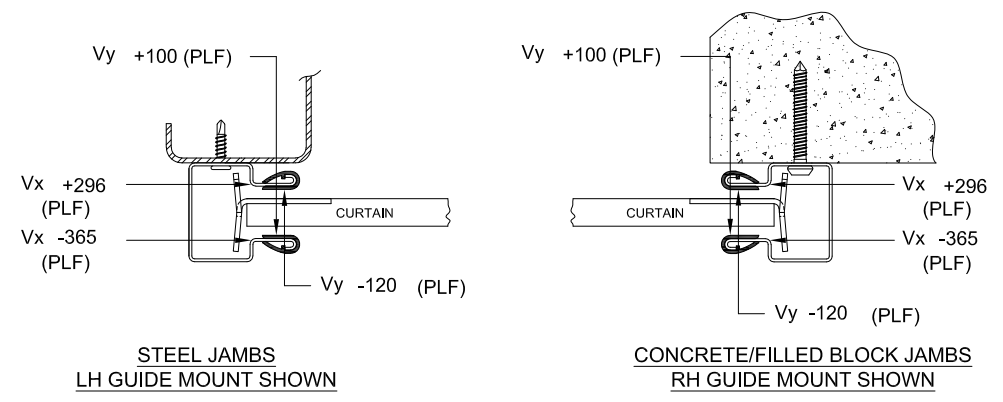 Vy +100 (PLF)
Vx +296
(PLF)
Vx -365
(PLF)
CURTAIN
Vy -120 (PLF)
STEEL JAMBS
LH GUIDE MOUNT SHOWN
Vy +100 (PLF)
CURTAIN
Vx +296
(PLF)
Vx -365
(PLF)
Vy -120 (PLF)
CONCRETE/FILLED BLOCK JAMBS
RH GUIDE MOUNT SHOWN